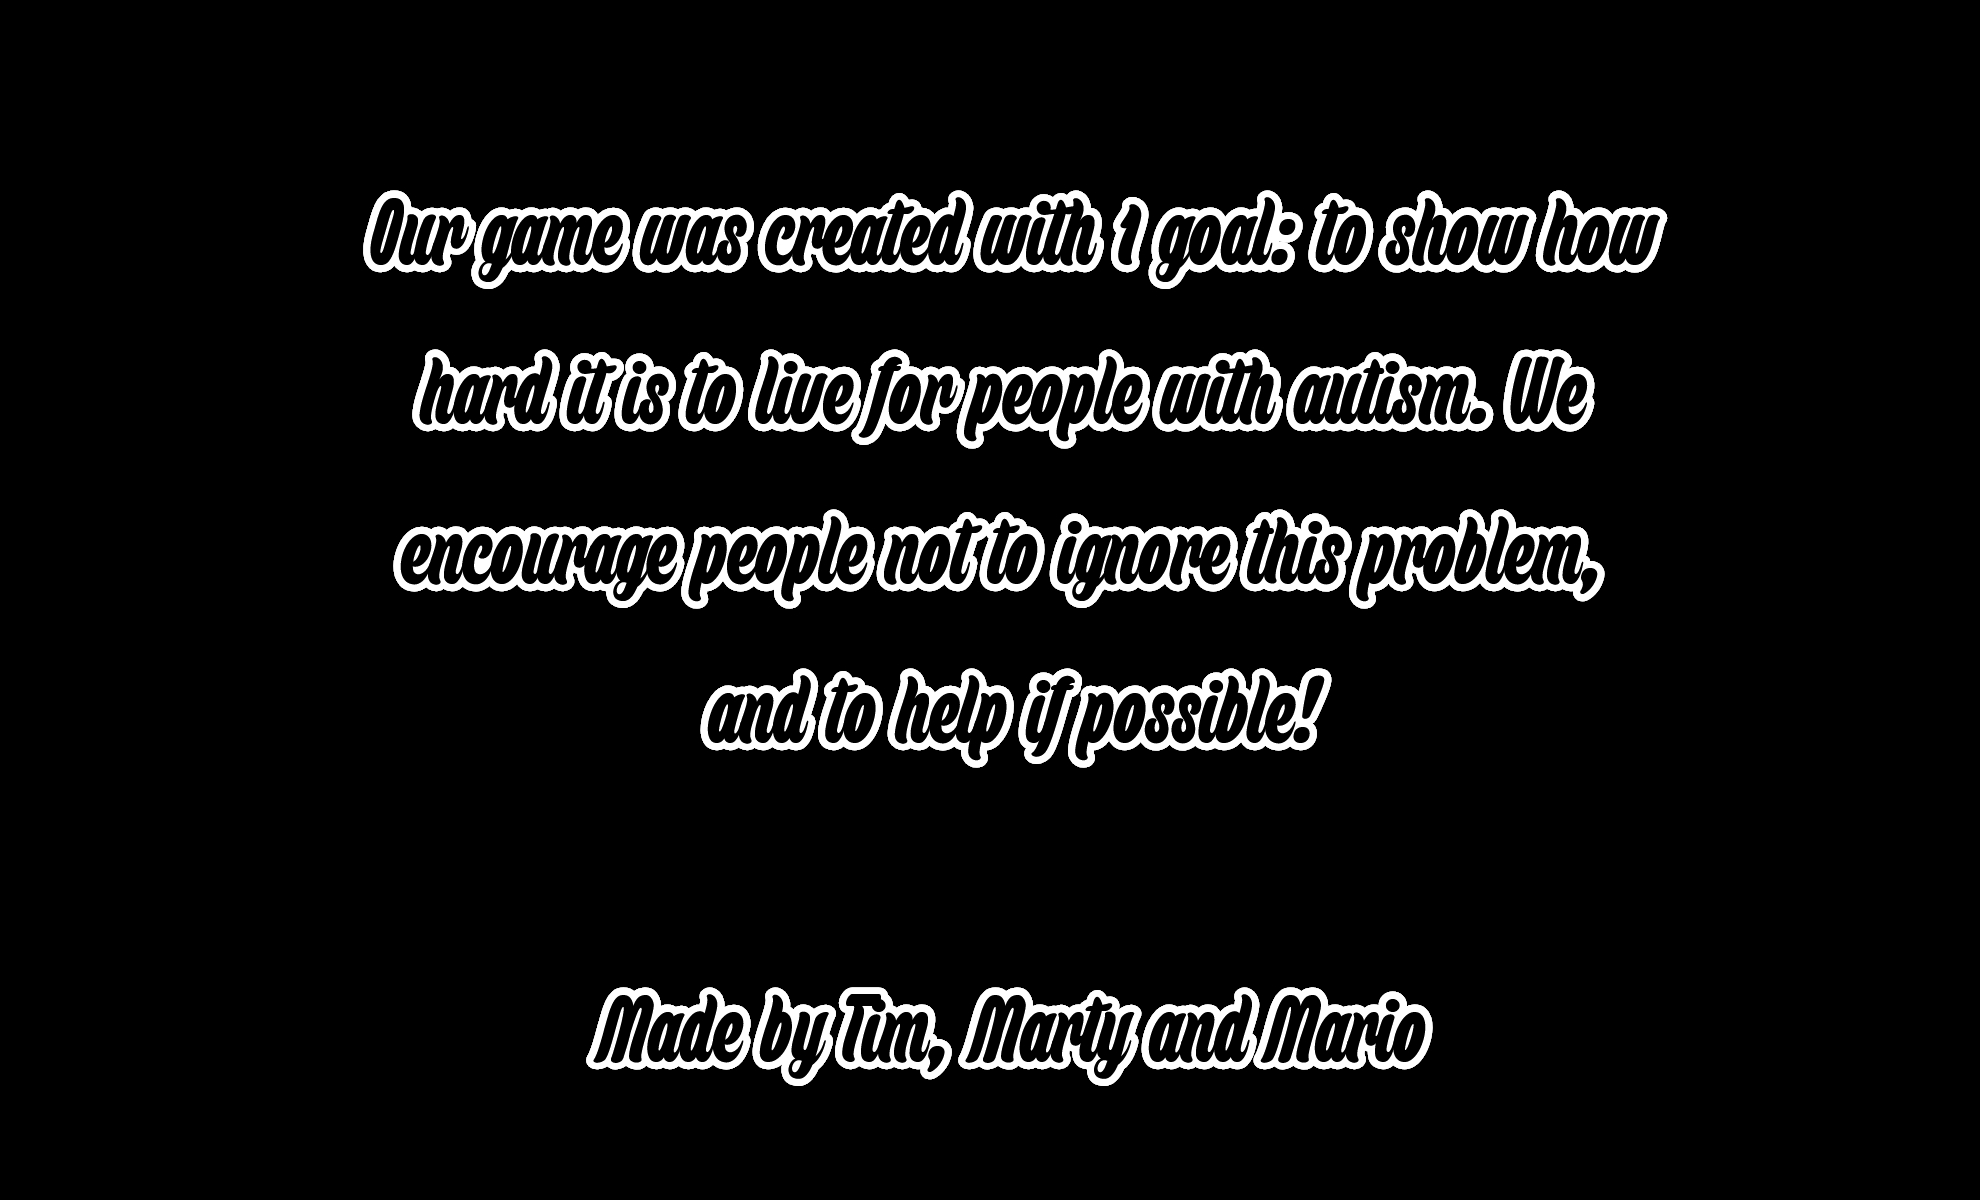 Our game was created with 1 goal: to show how
hard it is to live for people with autism. We
encourage people not to ignore this problem,
and to help if possible!
Made by Tim, Marty and Mario